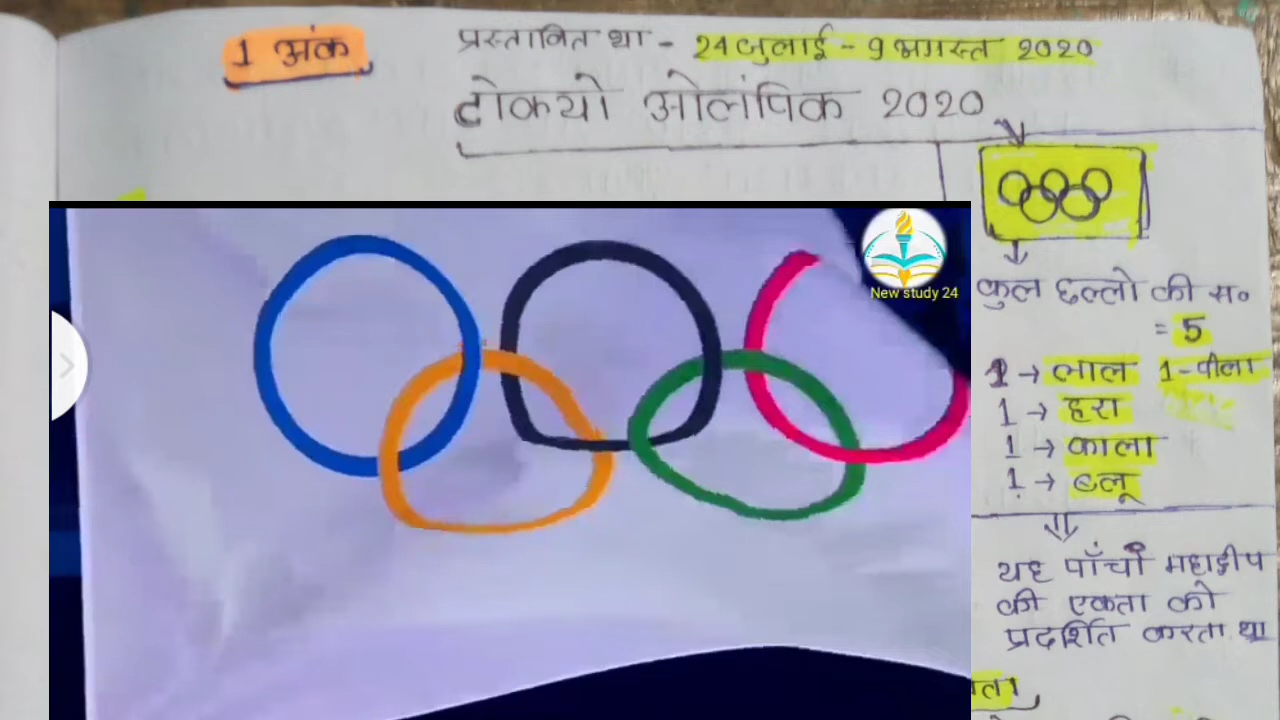 1 अंक
प्रस्तावित था - 24 जुलाई - 9 अगस्त 2020
टोकयो ओलंपिक 2020
New study 24
कुल छल्लो की स॰
= 5
1 → लाल 1 - पीला
1 → हरा
1 → काला
1 → ब्लू
यह पाँचों महाद्वीप
की एकता को
प्रदर्शित करता था